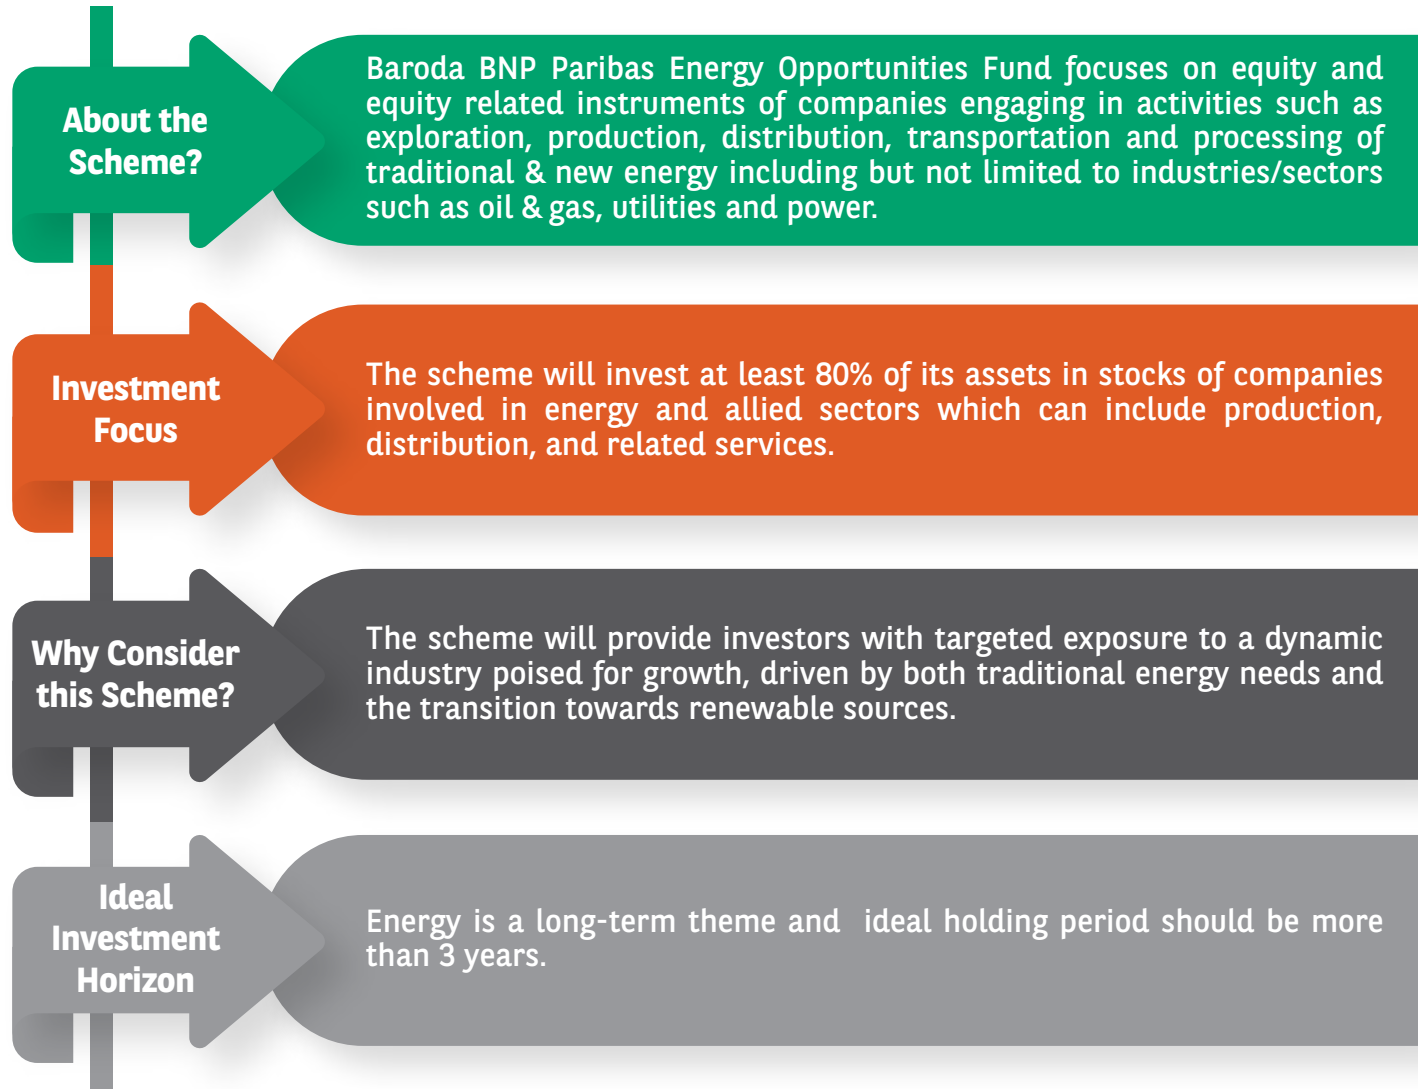 About the
Scheme?
Baroda BNP Paribas Energy Opportunities Fund focuses on equity and
equity related instruments of companies engaging in activities such as
exploration, production, distribution, transportation and processing of
traditional & new energy including but not limited to industries/sectors
such as oil & gas, utilities and power.
Investment
Focus
The scheme will invest at least 80% of its assets in stocks of companies
involved in energy and allied sectors which can include production,
distribution, and related services.
Why Consider
this Scheme?
The scheme will provide investors with targeted exposure to a dynamic
industry poised for growth, driven by both traditional energy needs and
the transition towards renewable sources.
Ideal
Investment
Horizon
Energy is a long-term theme and  ideal holding period should be more
than 3 years.